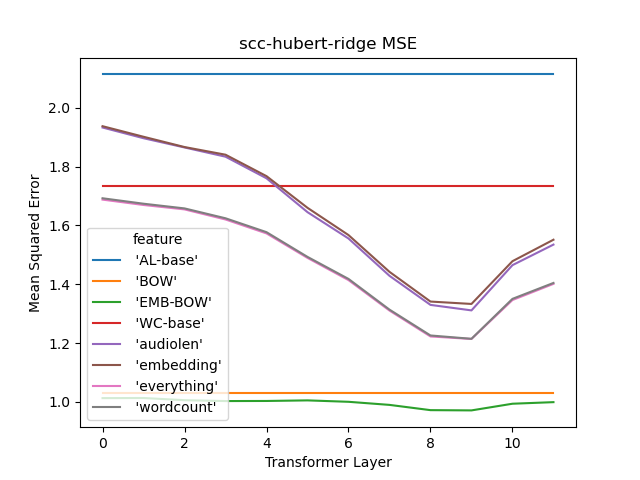 scc-hubert-ridge MSE
Mean Squared Error
2.0
1.8
1.6
1.4
1.2
1.0
feature
'AL-base'
'BOW'
'EMB-BOW'
'WC-base'
'audiolen'
'embedding'
'everything'
'wordcount'
0 2 4 6 8 10
Transformer Layer